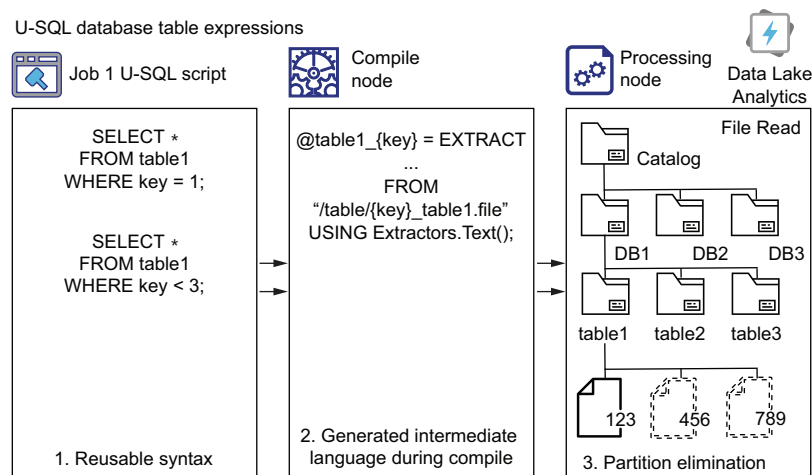 U-SQL database table expressions
Job 1 U-SQL script
SELECT *
FROM table1
WHERE key = 1;
SELECT *
FROM table1
WHERE key < 3;
1. Reusable syntax
Compile
node
@table1_{key} = EXTRACT
...
FROM
“/table/{key}_table1.file”
USING Extractors.Text();
2. Generated intermediate
language during compile
Processing
node
Data Lake
Analytics
File Read
Catalog
DB1 DB2 DB3
table1 table2 table3
123 456 789
3. Partition elimination